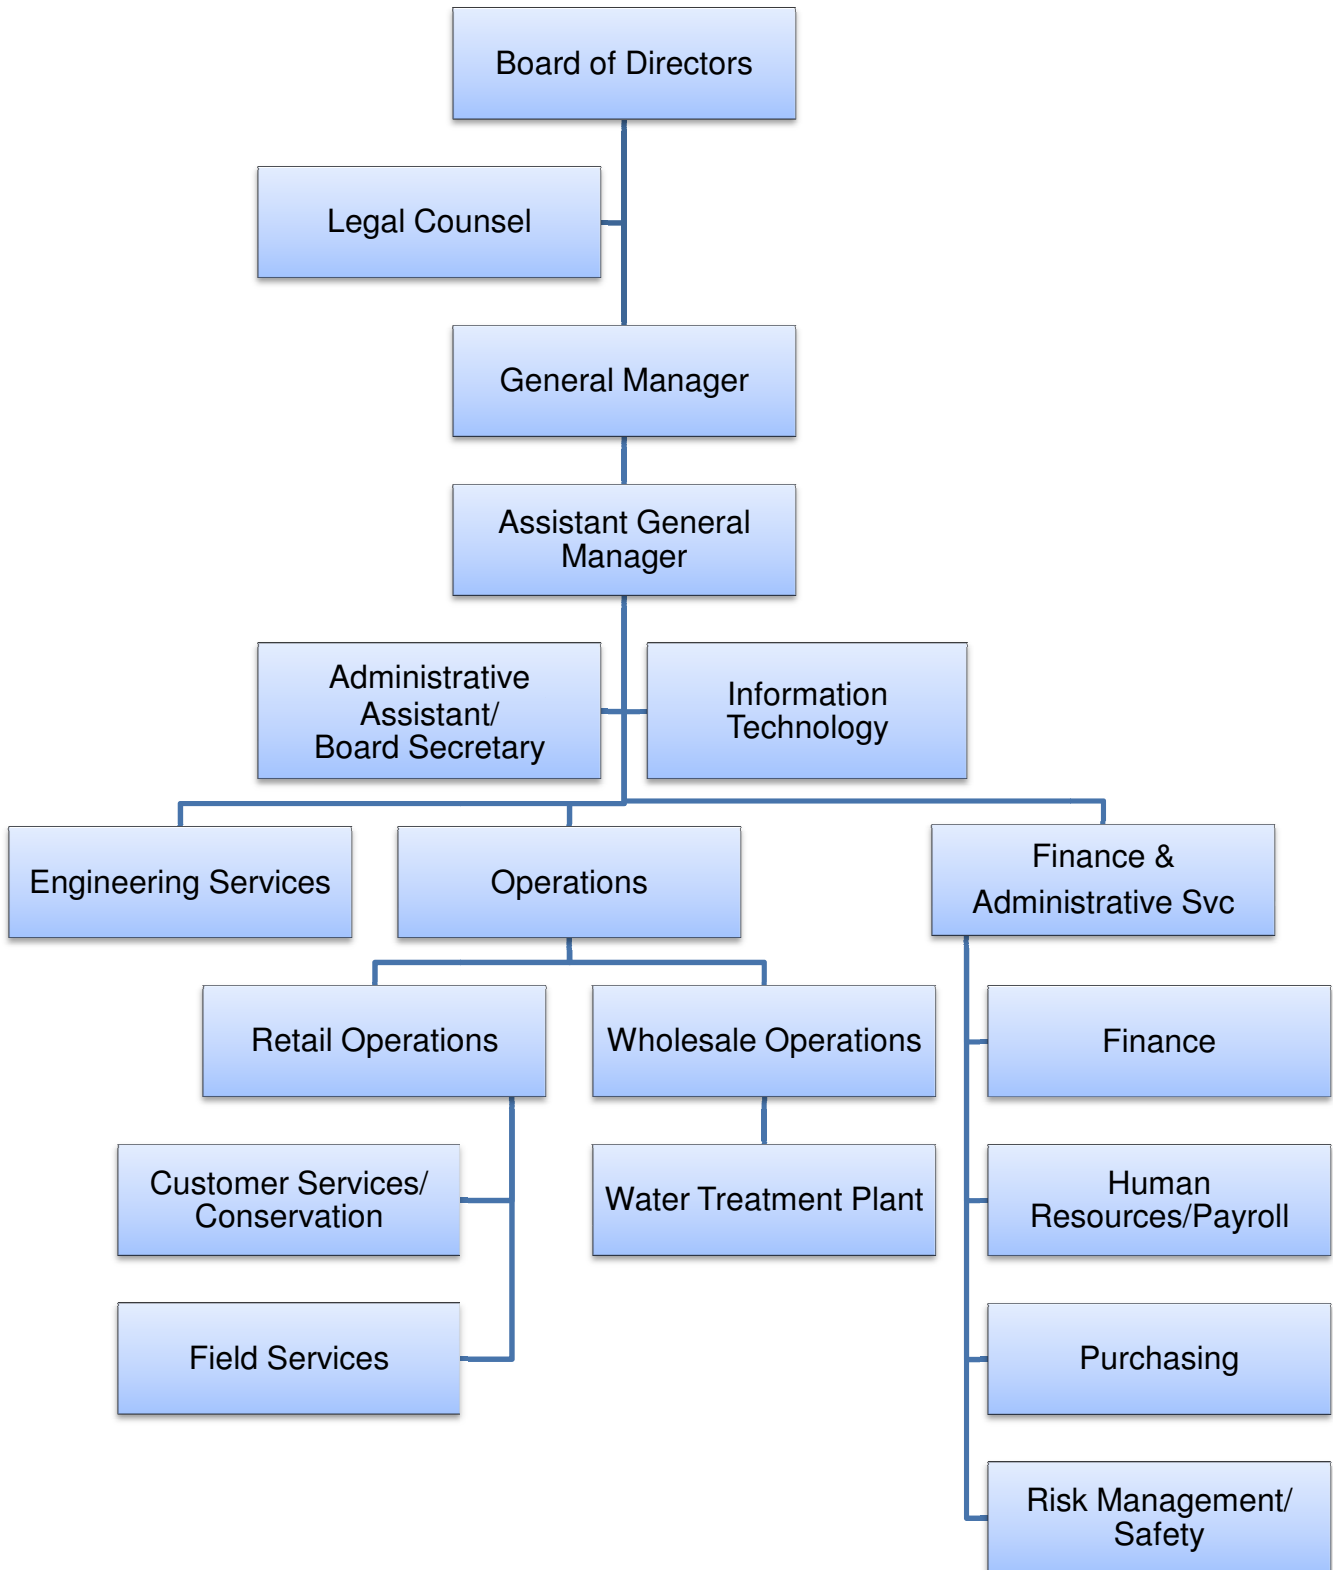 Board of Directors
Legal Counsel
General Manager
Assistant General
Manager
Administrative
Assistant/
Board Secretary
Information
Technology
Engineering Services
Operations
Finance &
Administrative Svc
Retail Operations
Wholesale Operations
Finance
Customer Services/
Conservation
Water Treatment Plant
Human
Resources/Payroll
Field Services
Purchasing
Risk Management/
Safety